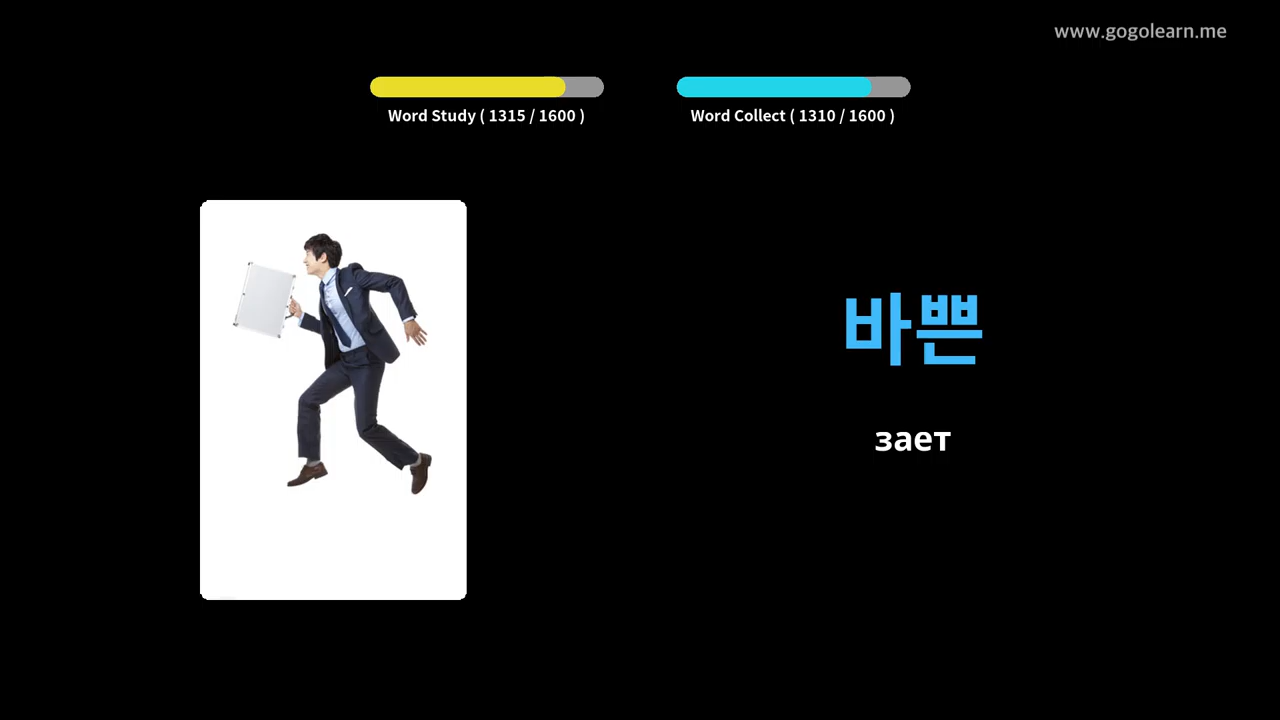 www.gogolearn.me
Word Study ( 1315 / 1600 )
Word Collect ( 1310 / 1600 )
바쁜
зает